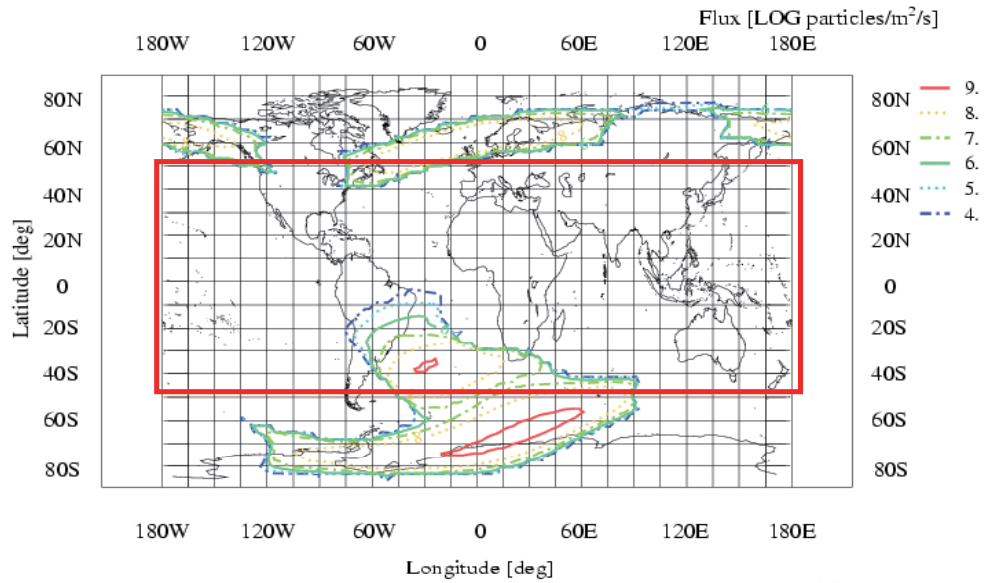 Flux [LOG particles/m²/s]
180W 120W 60W 0 60E 120E 180E
80N 80N 9.
8.
60N 60N 7.
6.
40N 40N 5.
4.
20N 20N
0 0
20S 20S
40S 40S
60S 60S
80S 80S
Latitude [deg]
180W 120W 60W 0 60E 120E 180E
Longitude [deg]